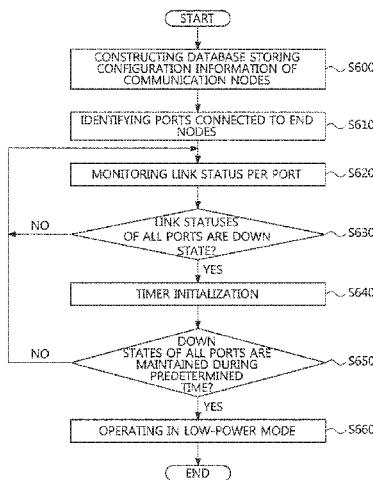 START
CONSTRUCTING DATABASE STORING
CONFIGURATION INFORMATION OF
COMMUNICATION NODES
S600
IDENTIFYING PORTS CONNECTED TO END
NODES
S610
MONITORING LINK STATUS PER PORT
S620
LINK STATUSES
OF ALL PORTS ARE DOWN
STATE?
S630
NO
YES
TIMER INITIALIZATION
S640
DOWN
STATES OF ALL PORTS ARE
MAINTAINED DURING
PREDETERMINED
TIME?
S650
NO
YES
OPERATING IN LOW-POWER MODE
S660
END